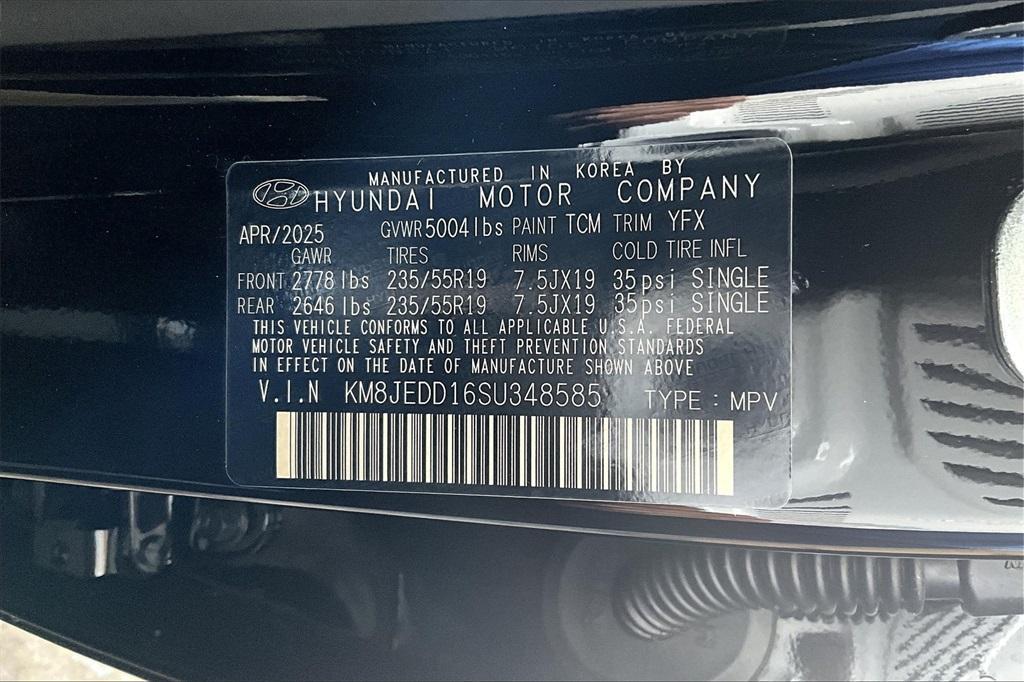 MANUFACTURED IN KOREA BY
HYUNDAI MOTOR COMPANY
APR/2025 GVWR 5004 lbs PAINT TCM TRIM YFX
GAWR TIRES RIMS COLD TIRE INFL
FRONT 2778 lbs 235/55R19 7.5JX19 35 psi SINGLE
REAR 2646 lbs 235/55R19 7.5JX19 35 psi SINGLE
THIS VEHICLE CONFORMS TO ALL APPLICABLE U.S.A. FEDERAL
MOTOR VEHICLE SAFETY AND THEFT PREVENTION STANDARDS
IN EFFECT ON THE DATE OF MANUFACTURE SHOWN ABOVE
V.I.N KM8JEDD16SU348585 TYPE : MPV